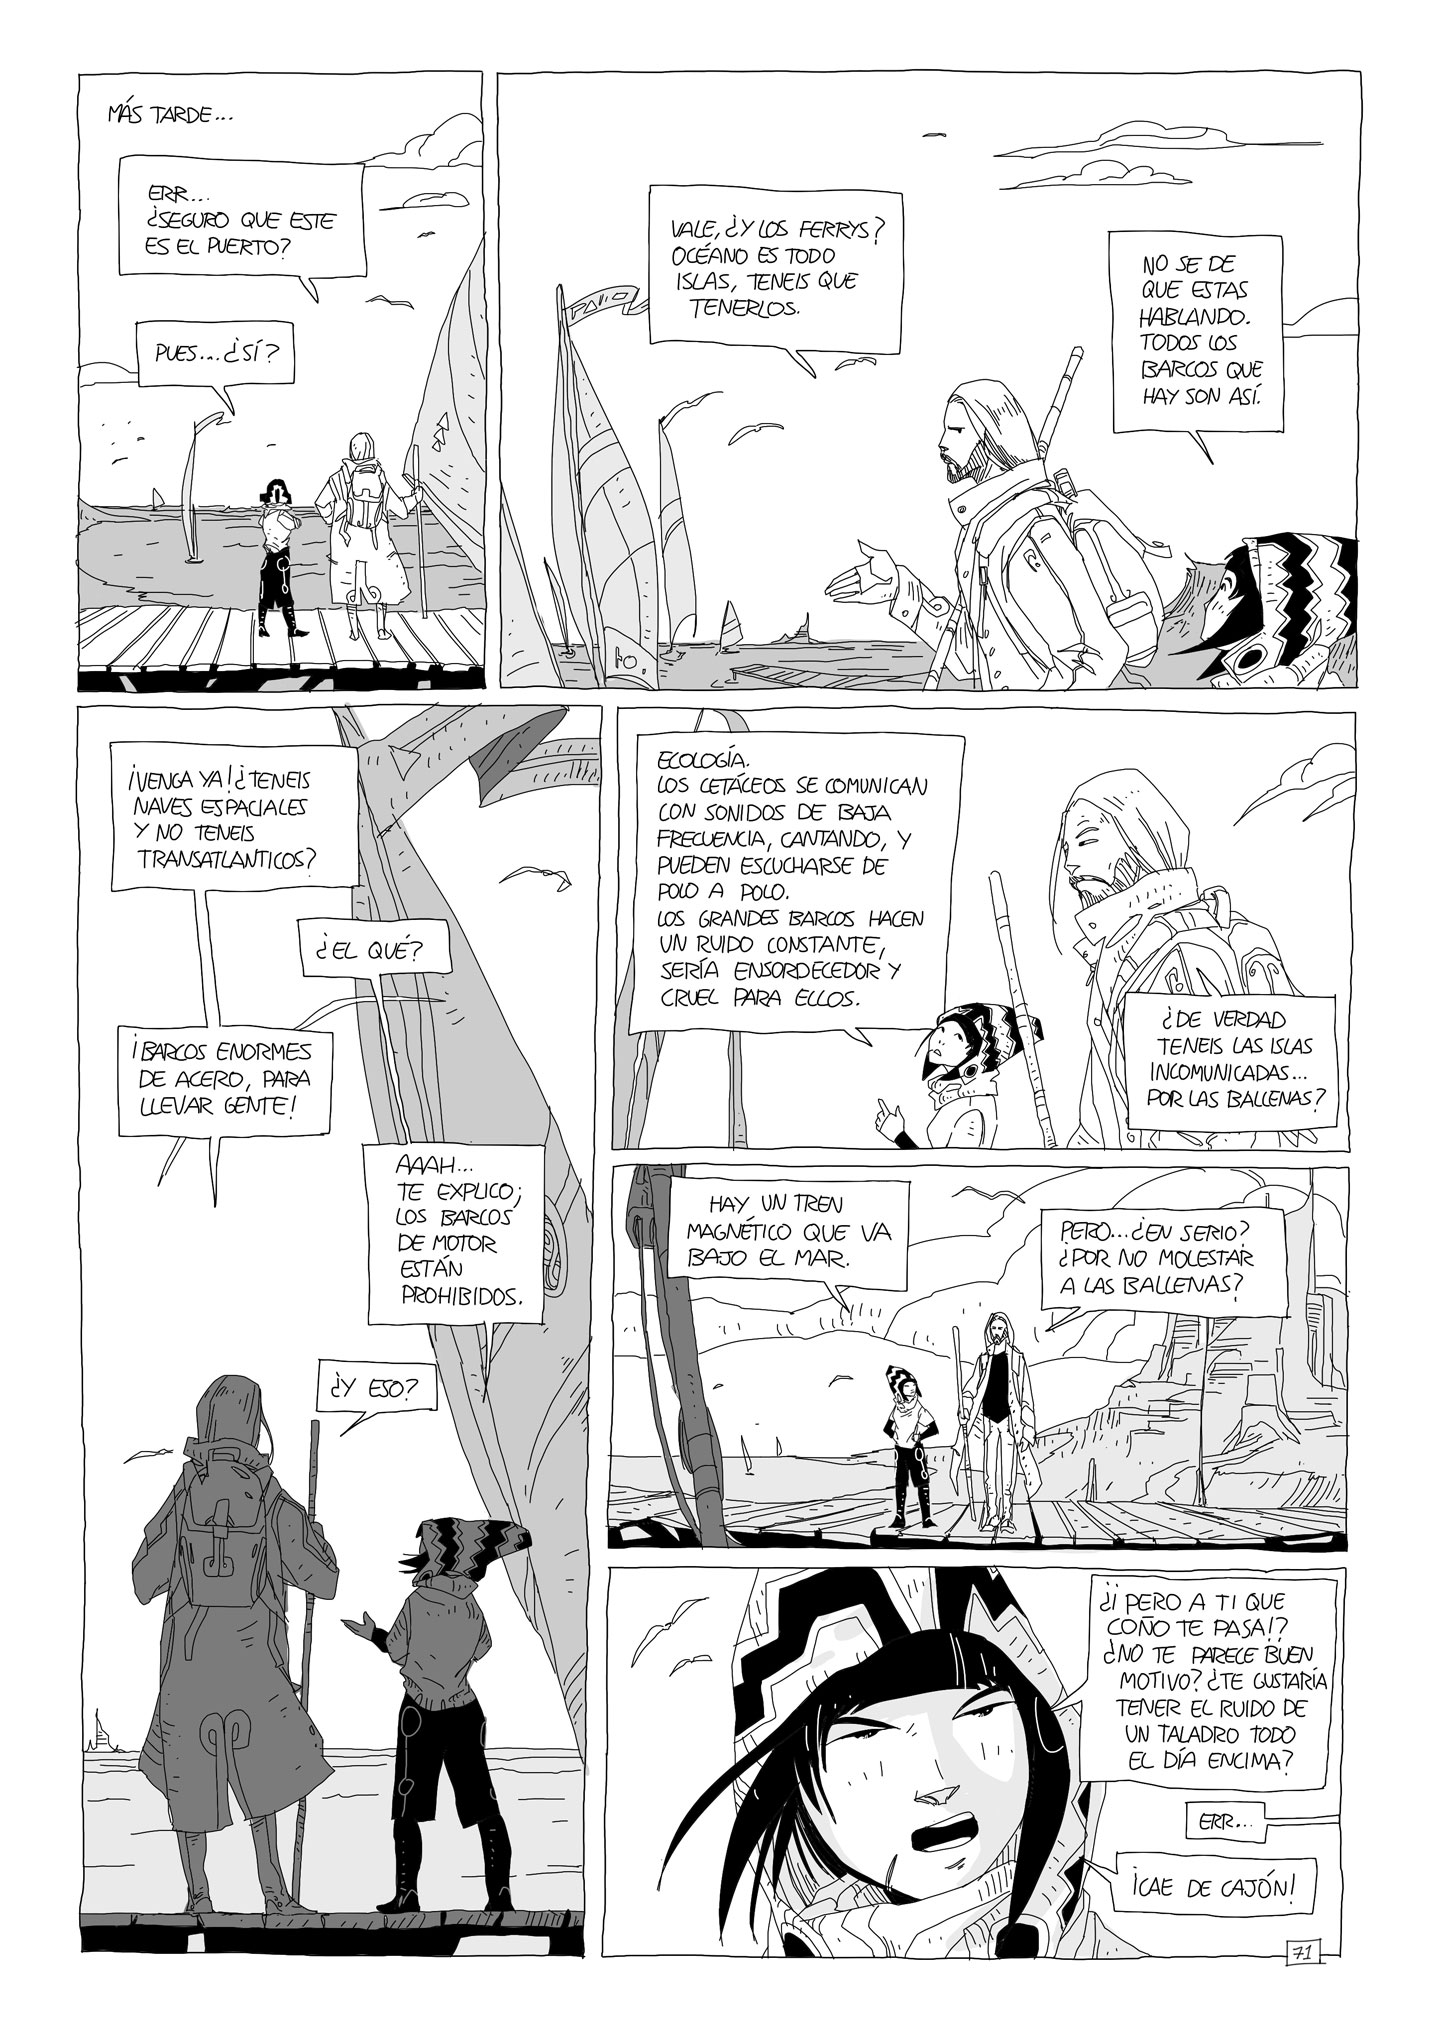 MÁS TARDE...
ERR...
¿SEGURO QUE ESTE
ES EL PUERTO?
PUES...¿SÍ?
VALE, ¿Y LOS FERRYS?
OCÉANO ES TODO
ISLAS, TENEIS QUE
TENERLOS.
NO SE DE
QUE ESTAS
HABLANDO.
TODOS LOS
BARCOS QUE
HAY SON ASÍ.
¡VENGA YA! ¿TENEIS
NAVES ESPACIALES
Y NO TENEIS
TRANSATLANTICOS?
¿EL QUÉ?
¡BARCOS ENORMES
DE ACERO, PARA
LLEVAR GENTE!
AAAH...
TE EXPLICO;
LOS BARCOS
DE MOTOR
ESTÁN
PROHIBIDOS.
¿Y ESO?
ECOLOGÍA.
LOS CETÁCEOS SE COMUNICAN
CON SONIDOS DE BAJA
FRECUENCIA, CANTANDO, Y
PUEDEN ESCUCHARSE DE
POLO A POLO.
LOS GRANDES BARCOS HACEN
UN RUIDO CONSTANTE,
SERÍA ENSORDECEDOR Y
CRUEL PARA ELLOS.
¿DE VERDAD
TENEIS LAS ISLAS
INCOMUNICADAS...
POR LAS BALLENAS?
HAY UN TREN
MAGNÉTICO QUE VA
BAJO EL MAR.
PERO...¿EN SERIO?
¿POR NO MOLESTAR
A LAS BALLENAS?
¿¡PERO A TI QUE
COÑO TE PASA!?
¿NO TE PARECE BUEN
MOTIVO? ¿TE GUSTARÍA
TENER EL RUIDO DE
UN TALADRO TODO
EL DÍA ENCIMA?
ERR...
¡CAE DE CAJÓN!
71